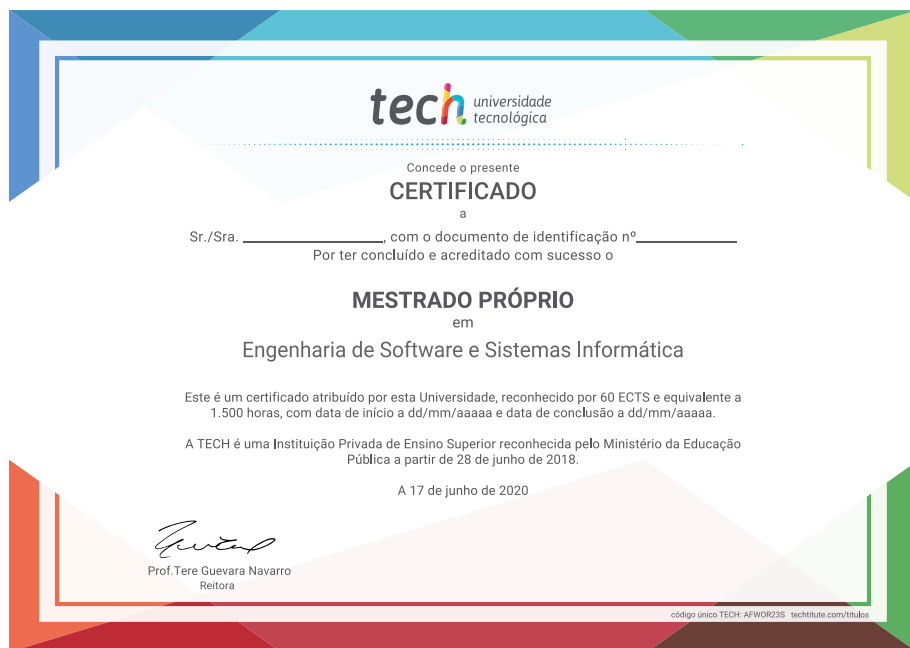 tech universidade
tecnológica
Concede o presente
CERTIFICADO
a
Sr./Sra. ________________, com o documento de identificação nº____________
Por ter concluído e acreditado com sucesso o
MESTRADO PRÓPRIO
em
Engenharia de Software e Sistemas Informática
Este é um certificado atribuído por esta Universidade, reconhecido por 60 ECTS e equivalente a
1.500 horas, com data de início a dd/mm/aaaaa e data de conclusão a dd/mm/aaaaa.
A TECH é uma Instituição Privada de Ensino Superior reconhecida pelo Ministério da Educação
Pública a partir de 28 de junho de 2018.
A 17 de junho de 2020
Prof.Tere Guevara Navarro
Reitora
código único TECH: AFWOR23S techtitute.com/titulos